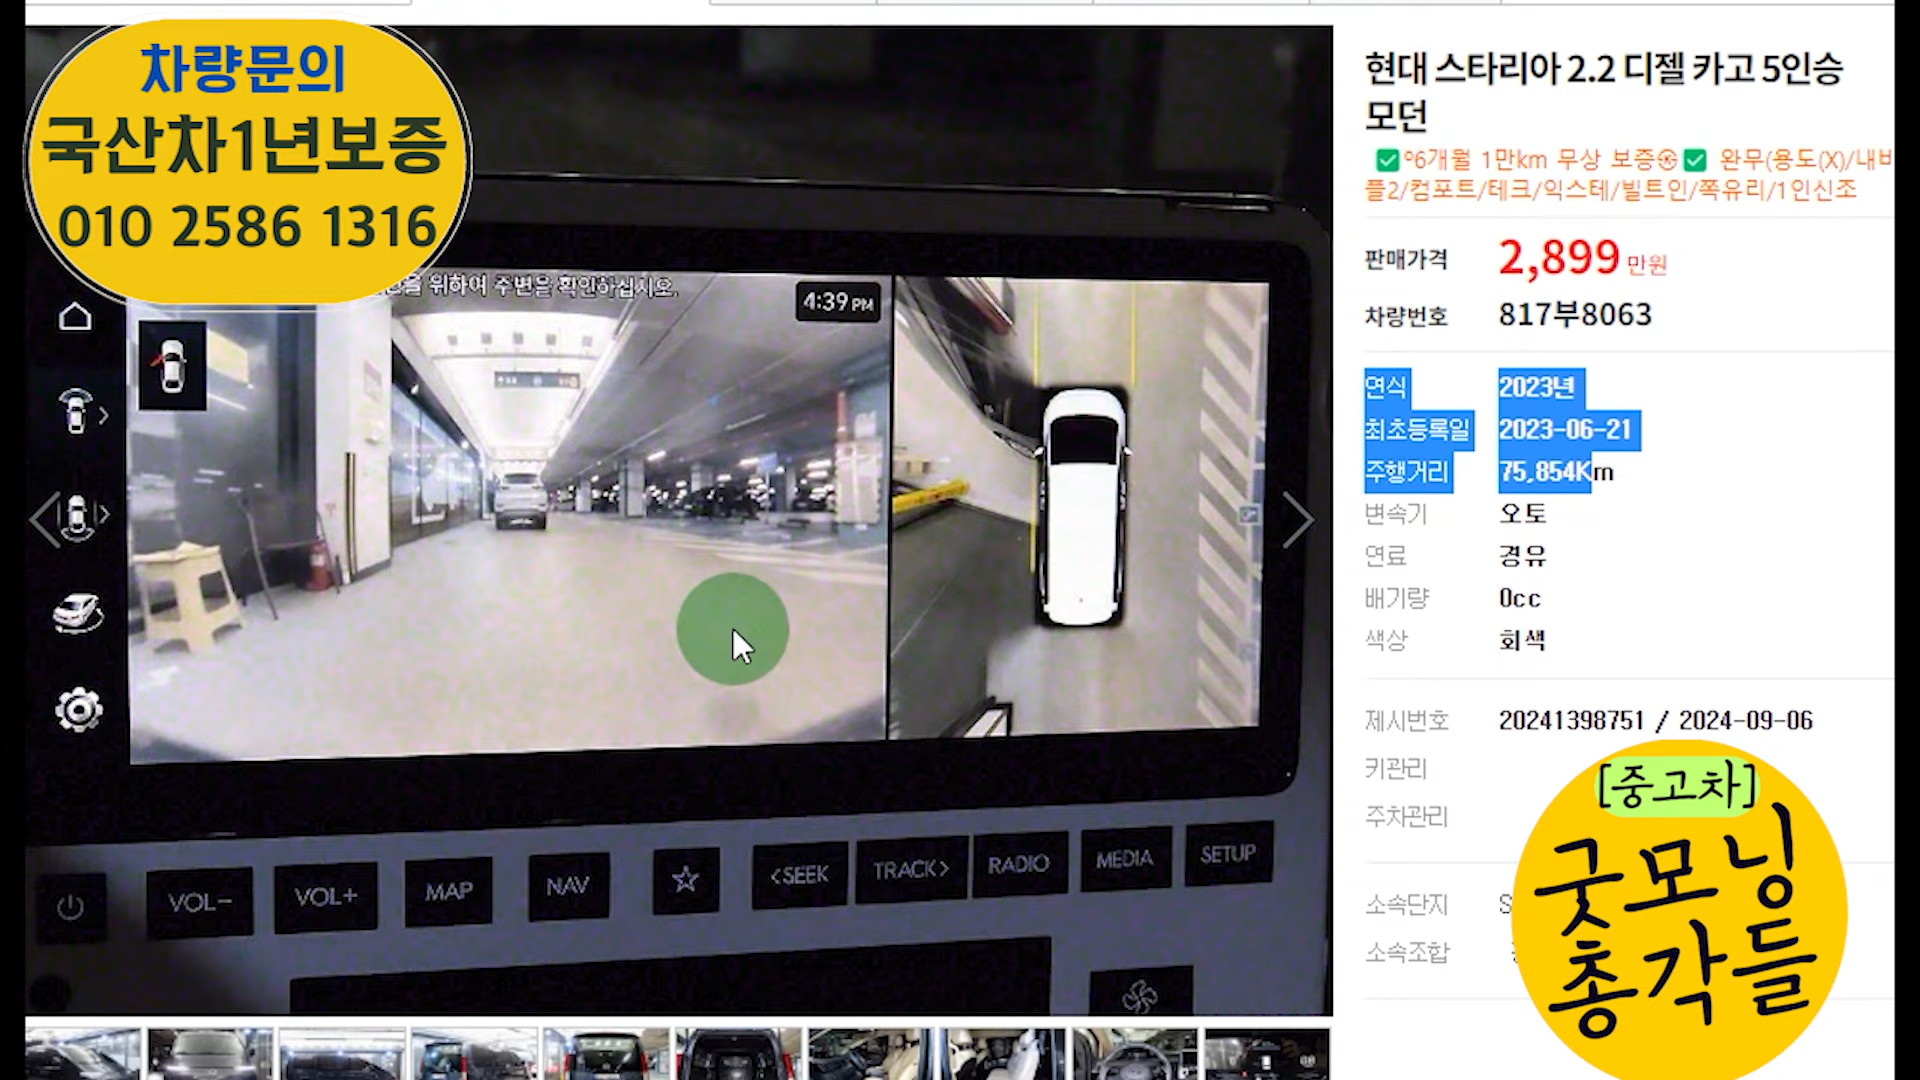 차량문의
국산차1년보증
010 2586 1316
위하여 주변을 확인하십시오.
4:39 PM
VOL-
VOL+
MAP
NAV
<SEEK
TRACK>
RADIO
MEDIA
SETUP
현대 스타리아 2.2 디젤 카고 5인승
모던
✅º6개월 1만km 무상 보증㉿✅ 완무(용도(X)/내비
플2/컴포트/테크/익스테/빌트인/쪽유리/1인신조
판매가격 2,899 만원
차량번호 817부8063
연식 2023년
최초등록일 2023-06-21
주행거리 75,854Km
변속기 오토
연료 경유
배기량 0cc
색상 회색
제시번호 20241398751 / 2024-09-06
키관리
주차관리
소속단지 S
소속조합
[중고차]
굿모닝
총각들